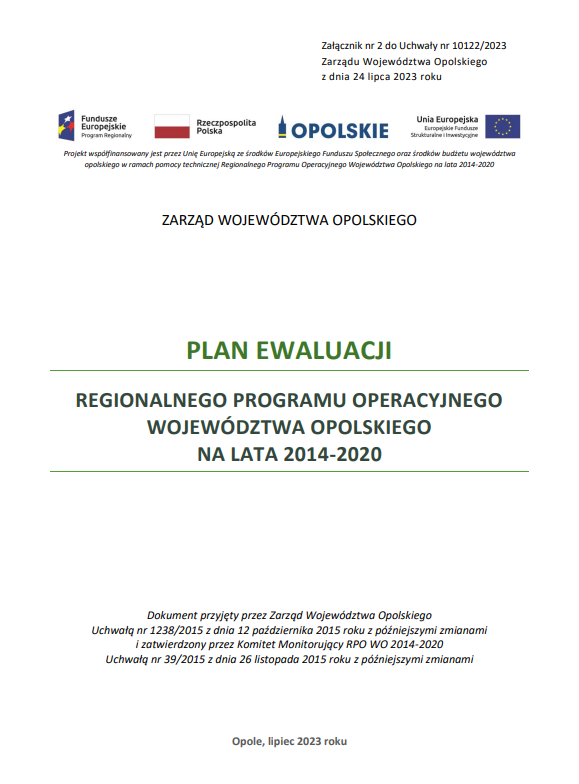 Załącznik nr 2 do Uchwały nr 10122/2023
Zarządu Województwa Opolskiego
z dnia 24 lipca 2023 roku
Fundusze
Europejskie
Program Regionalny
Rzeczpospolita
Polska
OPOLSKIE
Unia Europejska
Europejskie Fundusze
Strukturalne i Inwestycyjne
Projekt współfinansowany jest przez Unię Europejską ze środków Europejskiego Funduszu Społecznego oraz środków budżetu województwa
opolskiego w ramach pomocy technicznej Regionalnego Programu Operacyjnego Województwa Opolskiego na lata 2014-2020
ZARZĄD WOJEWÓDZTWA OPOLSKIEGO
PLAN EWALUACJI
REGIONALNEGO PROGRAMU OPERACYJNEGO
WOJEWÓDZTWA OPOLSKIEGO
NA LATA 2014-2020
Dokument przyjęty przez Zarząd Województwa Opolskiego
Uchwałą nr 1238/2015 z dnia 12 października 2015 roku z późniejszymi zmianami
i zatwierdzony przez Komitet Monitorujący RPO WO 2014-2020
Uchwałą nr 39/2015 z dnia 26 listopada 2015 roku z późniejszymi zmianami
Opole, lipiec 2023 roku